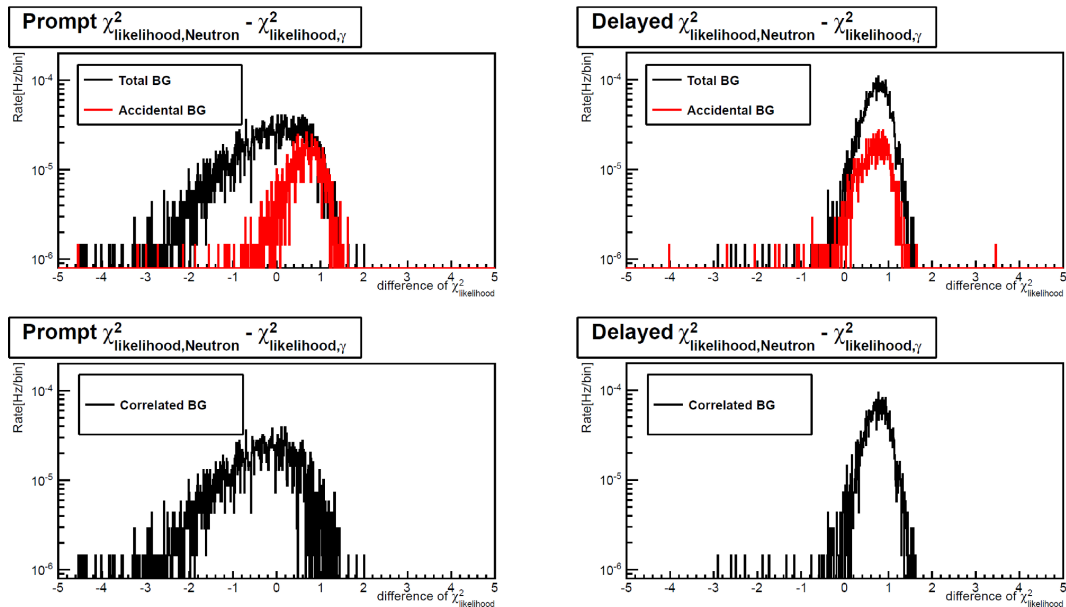 Prompt χ²likelihood,Neutron - χ²likelihood,γ
Rate[Hz/bin]
Total BG
Accidental BG
10⁻⁴
10⁻⁵
10⁻⁶
-5 -4 -3 -2 -1 0 1 2 3 4 5
difference of χ²likelihood
Delayed χ²likelihood,Neutron - χ²likelihood,γ
Rate[Hz/bin]
Total BG
Accidental BG
10⁻⁴
10⁻⁵
10⁻⁶
-5 -4 -3 -2 -1 0 1 2 3 4 5
difference of χ²likelihood
Prompt χ²likelihood,Neutron - χ²likelihood,γ
Rate[Hz/bin]
Correlated BG
10⁻⁴
10⁻⁵
10⁻⁶
-5 -4 -3 -2 -1 0 1 2 3 4 5
difference of χ²likelihood
Delayed χ²likelihood,Neutron - χ²likelihood,γ
Rate[Hz/bin]
Correlated BG
10⁻⁴
10⁻⁵
10⁻⁶
-5 -4 -3 -2 -1 0 1 2 3 4 5
difference of χ²likelihood